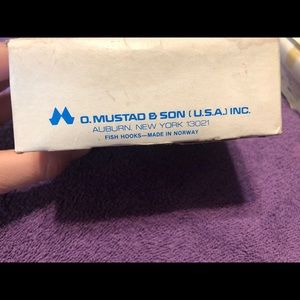 O. MUSTAD & SON (U.S.A.) INC.
AUBURN, NEW YORK 13021
FISH HOOKS—MADE IN NORWAY